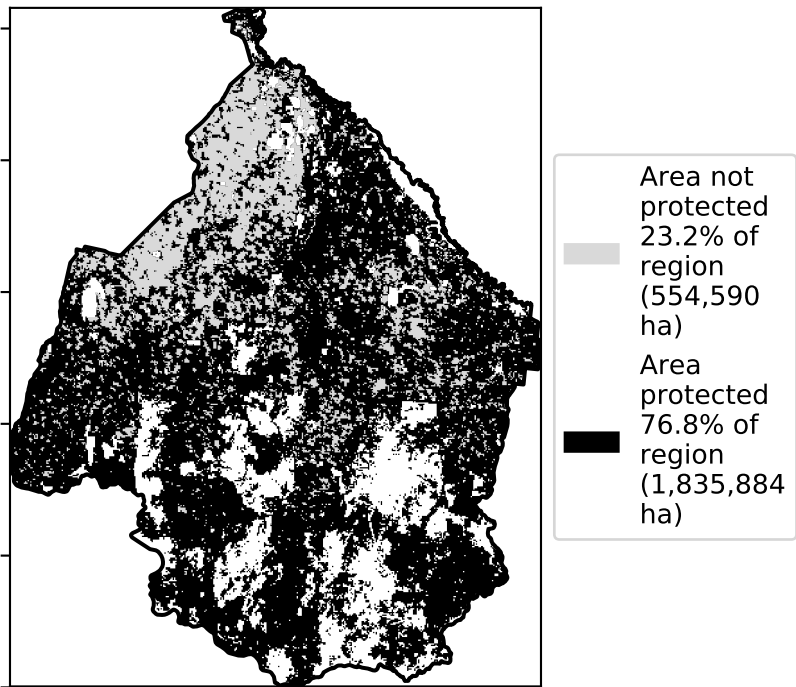 Area not
protected
23.2% of
region
(554,590
ha)
Area
protected
76.8% of
region
(1,835,884
ha)